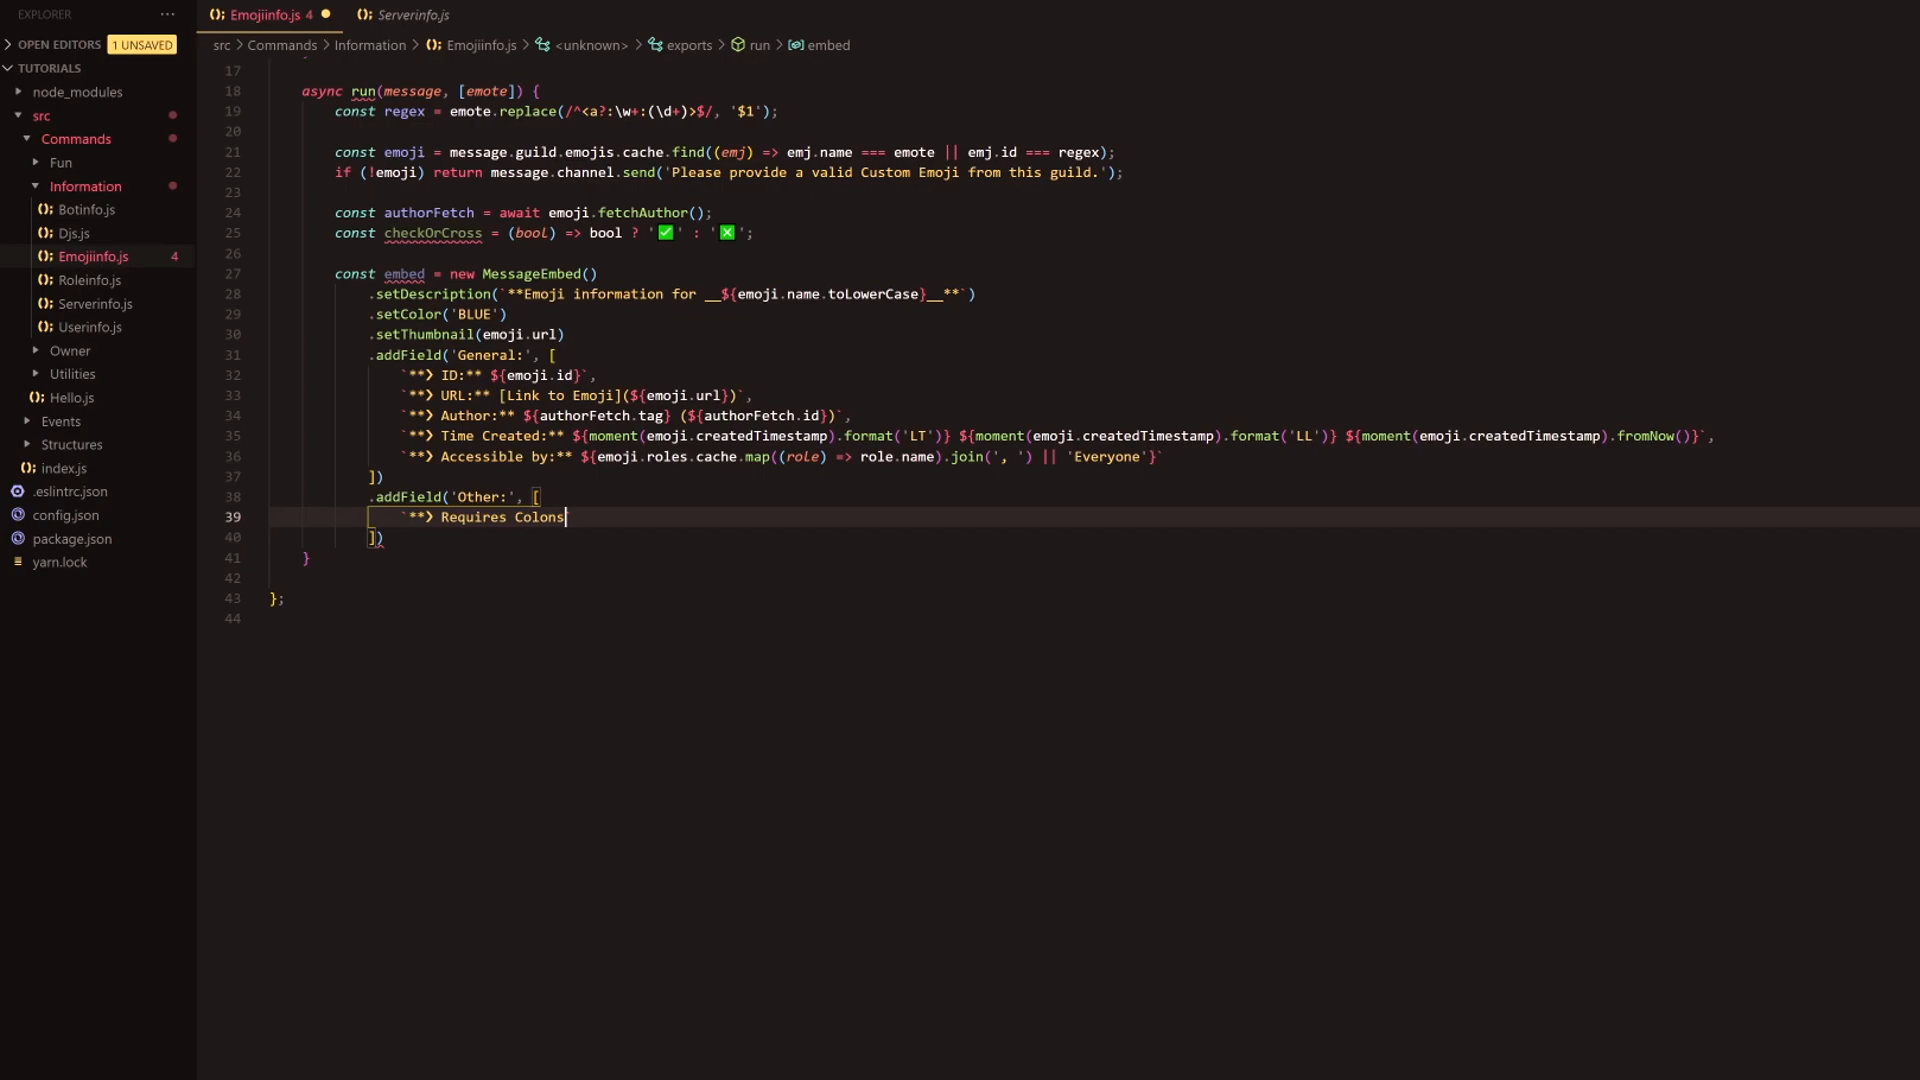 EXPLORER
···
OPEN EDITORS
1 UNSAVED
TUTORIALS
node_modules
src
Commands
Fun
Information
Botinfo.js
Djs.js
Emojiinfo.js 4
Roleinfo.js
Serverinfo.js
Userinfo.js
Owner
Utilities
Hello.js
Events
Structures
index.js
.eslintrc.json
config.json
package.json
yarn.lock
Emojiinfo.js 4
Serverinfo.js
src > Commands > Information > Emojiinfo.js > <unknown> > exports > run > embed
17
18 async run(message, [emote]) {
19 const regex = emote.replace(/^<a?:\w+:(\d+)>$/, '$1');
20
21 const emoji = message.guild.emojis.cache.find((emj) => emj.name === emote || emj.id === regex);
22 if (!emoji) return message.channel.send('Please provide a valid Custom Emoji from this guild.');
23
24 const authorFetch = await emoji.fetchAuthor();
25 const checkOrCross = (bool) => bool ? '✅' : '❎';
26
27 const embed = new MessageEmbed()
28 .setDescription(`**Emoji information for __${emoji.name.toLowerCase}__**`)
29 .setColor('BLUE')
30 .setThumbnail(emoji.url)
31 .addField('General:', [
32 `**❯ ID:** ${emoji.id}`,
33 `**❯ URL:** [Link to Emoji](${emoji.url})`,
34 `**❯ Author:** ${authorFetch.tag} (${authorFetch.id})`,
35 `**❯ Time Created:** ${moment(emoji.createdTimestamp).format('LT')} ${moment(emoji.createdTimestamp).format('LL')} ${moment(emoji.createdTimestamp).fromNow()}`,
36 `**❯ Accessible by:** ${emoji.roles.cache.map((role) => role.name).join(', ') || 'Everyone'}`
37 ])
38 .addField('Other:', [
39 `**❯ Requires Colons`
40 ])
41 }
42
43 };
44